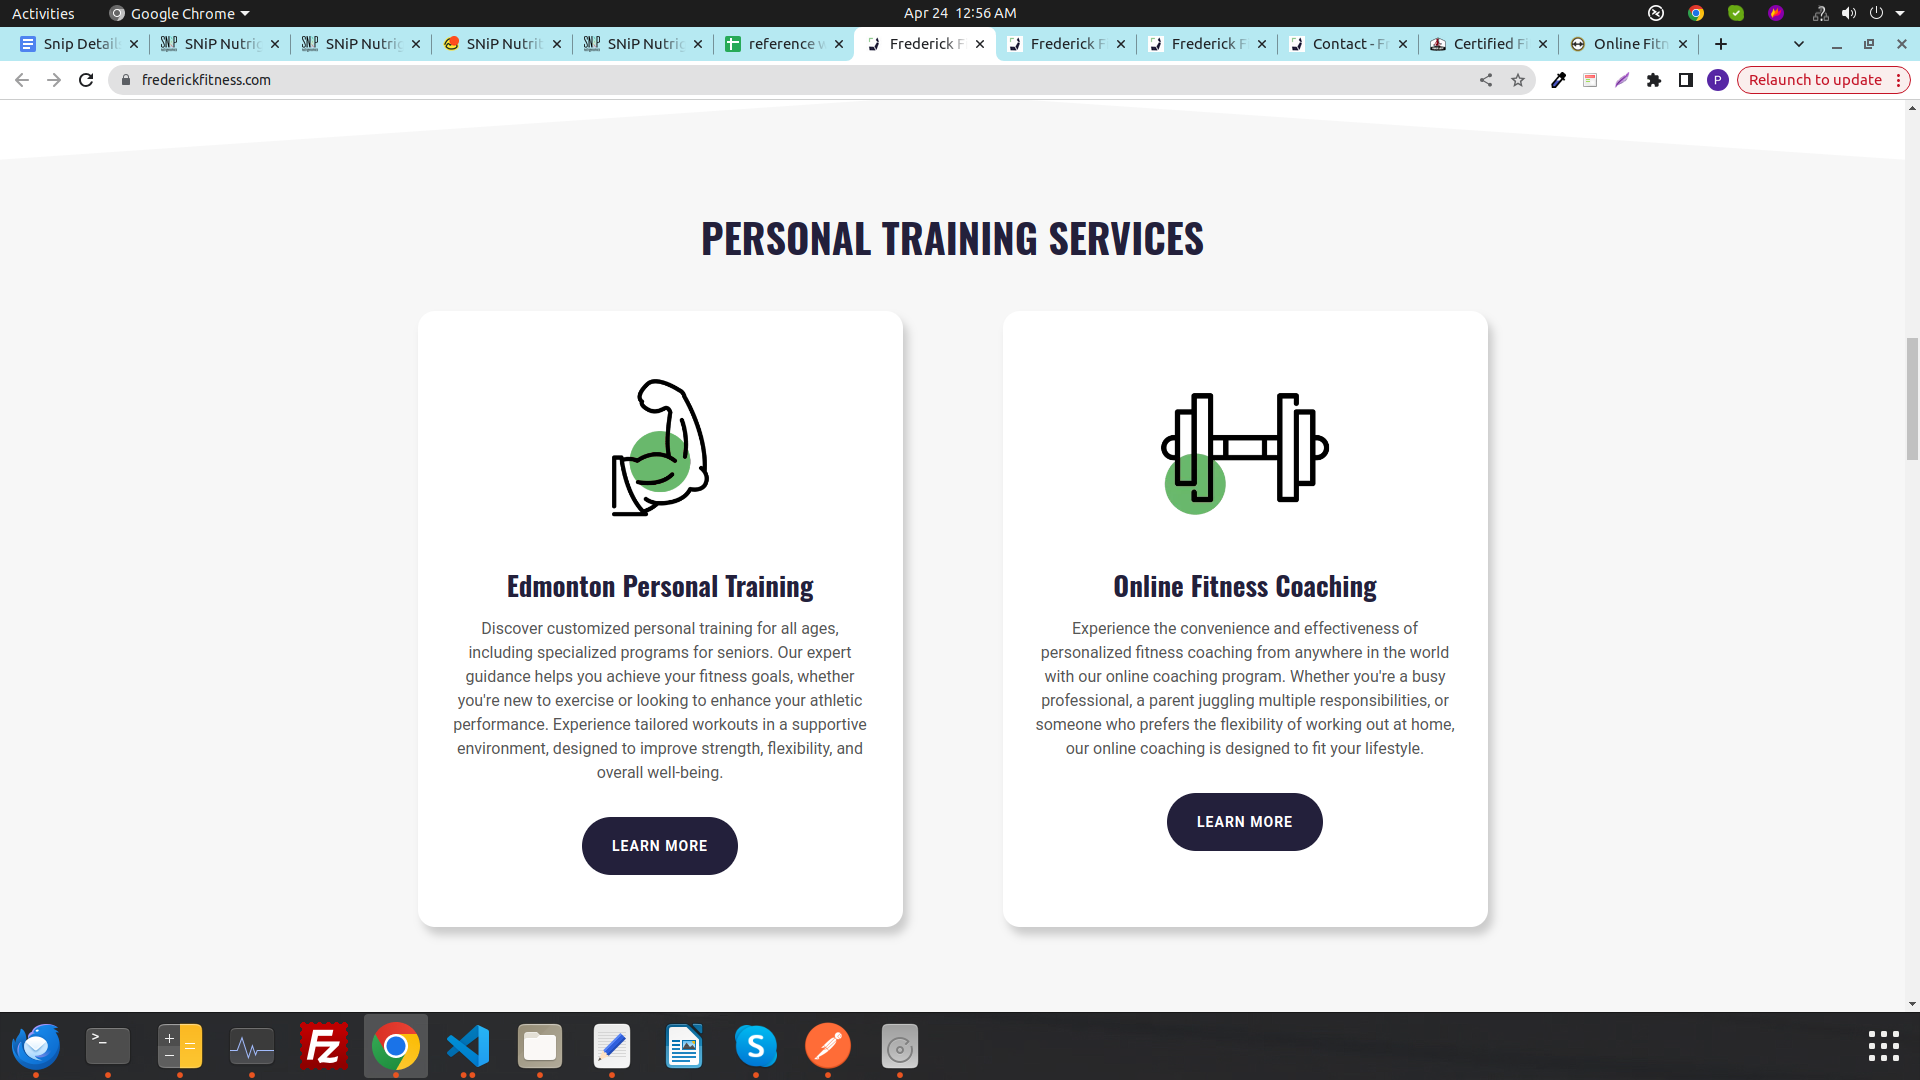 Activities
Google Chrome
Apr 24 12:56 AM
Snip Details
SNiP Nutrig
SNiP Nutrig
SNiP Nutrit
SNiP Nutrig
reference w
Frederick F
Frederick F
Frederick F
Contact - Fr
Certified Fi
Online Fitn
frederickfitness.com
P
Relaunch to update
PERSONAL TRAINING SERVICES
Edmonton Personal Training
Discover customized personal training for all ages,
including specialized programs for seniors. Our expert
guidance helps you achieve your fitness goals, whether
you're new to exercise or looking to enhance your athletic
performance. Experience tailored workouts in a supportive
environment, designed to improve strength, flexibility, and
overall well-being.
LEARN MORE
Online Fitness Coaching
Experience the convenience and effectiveness of
personalized fitness coaching from anywhere in the world
with our online coaching program. Whether you're a busy
professional, a parent juggling multiple responsibilities, or
someone who prefers the flexibility of working out at home,
our online coaching is designed to fit your lifestyle.
LEARN MORE